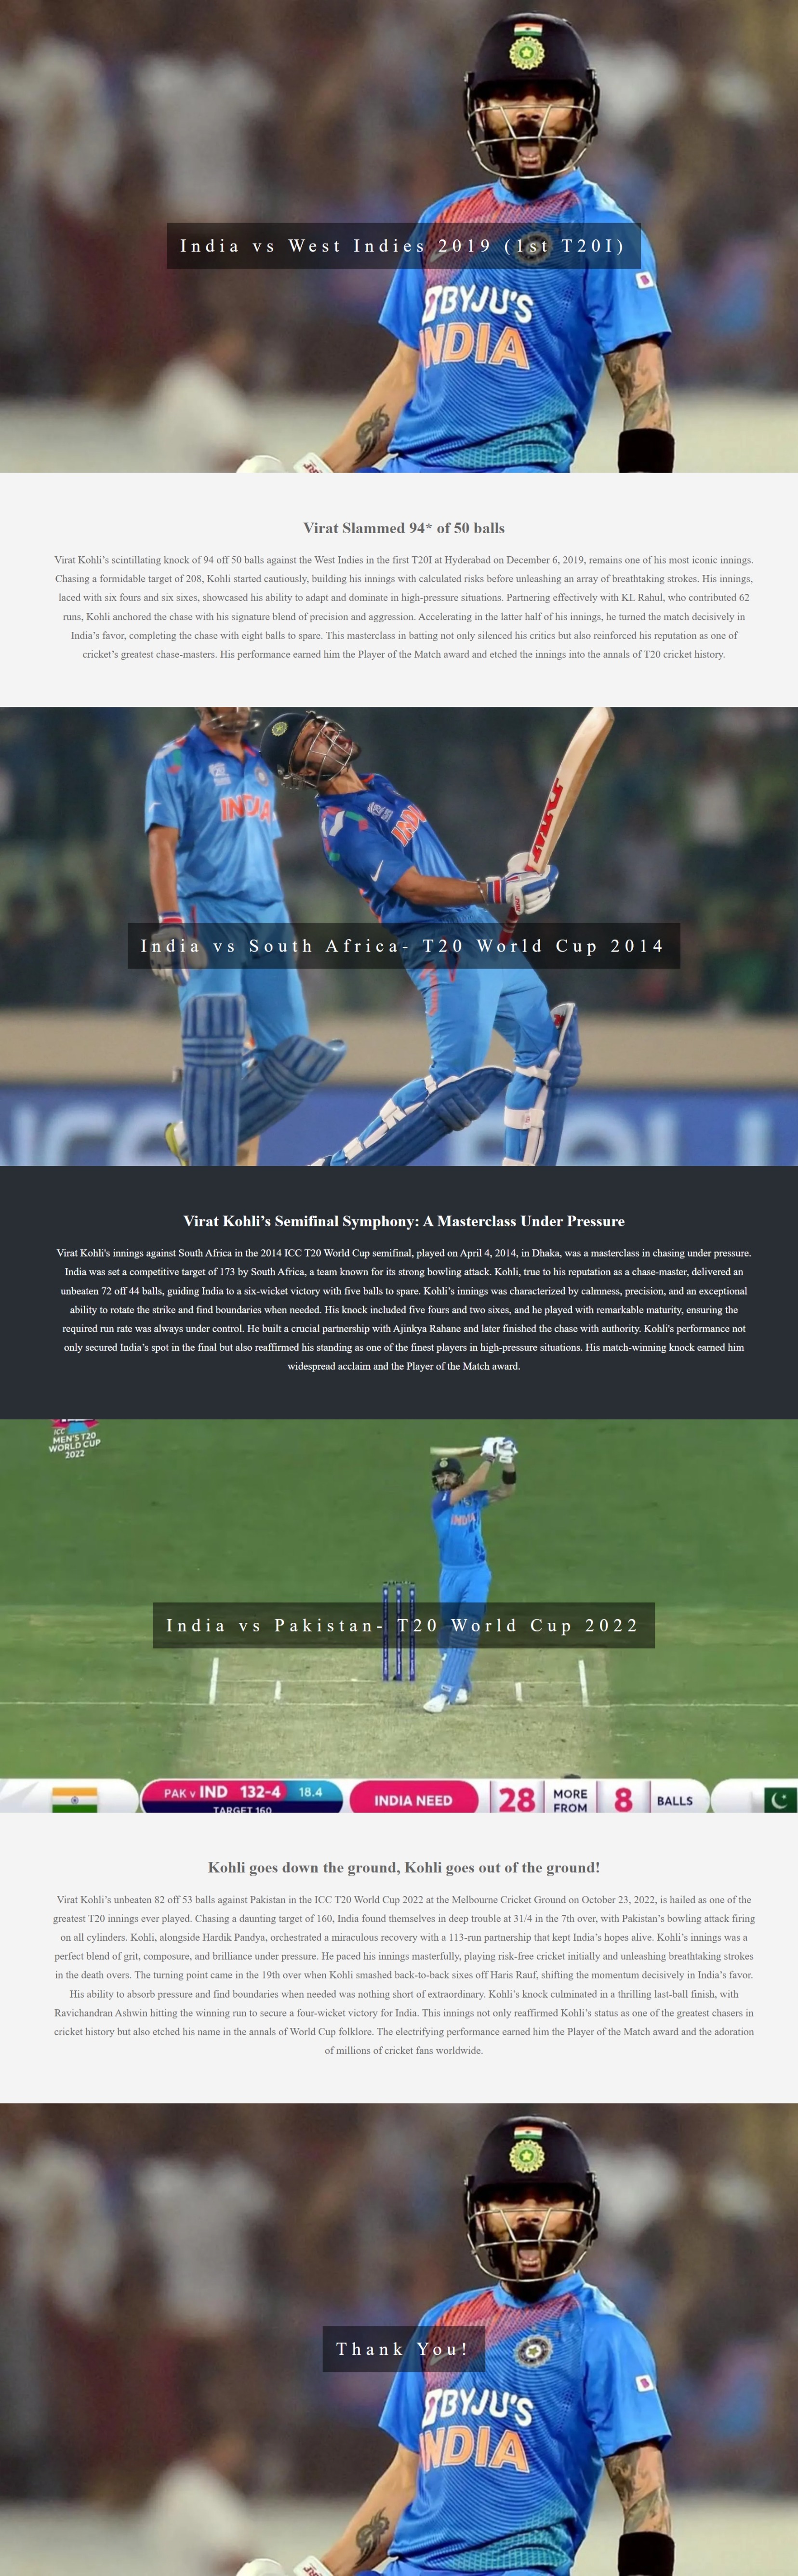 India vs West Indies 2019 (1st T20I)
BYJU'S
INDIA
Virat Slammed 94* of 50 balls
Virat Kohli’s scintillating knock of 94 off 50 balls against the West Indies in the first T20I at Hyderabad on December 6, 2019, remains one of his most iconic innings.
Chasing a formidable target of 208, Kohli started cautiously, building his innings with calculated risks before unleashing an array of breathtaking strokes. His innings,
laced with six fours and six sixes, showcased his ability to adapt and dominate in high-pressure situations. Partnering effectively with KL Rahul, who contributed 62
runs, Kohli anchored the chase with his signature blend of precision and aggression. Accelerating in the latter half of his innings, he turned the match decisively in
India’s favor, completing the chase with eight balls to spare. This masterclass in batting not only silenced his critics but also reinforced his reputation as one of
cricket’s greatest chase-masters. His performance earned him the Player of the Match award and etched the innings into the annals of T20 cricket history.
INDIA
IND
India vs South Africa- T20 World Cup 2014
Virat Kohli’s Semifinal Symphony: A Masterclass Under Pressure
Virat Kohli's innings against South Africa in the 2014 ICC T20 World Cup semifinal, played on April 4, 2014, in Dhaka, was a masterclass in chasing under pressure.
India was set a competitive target of 173 by South Africa, a team known for its strong bowling attack. Kohli, true to his reputation as a chase-master, delivered an
unbeaten 72 off 44 balls, guiding India to a six-wicket victory with five balls to spare. Kohli’s innings was characterized by calmness, precision, and an exceptional
ability to rotate the strike and find boundaries when needed. His knock included five fours and two sixes, and he played with remarkable maturity, ensuring the
required run rate was always under control. He built a crucial partnership with Ajinkya Rahane and later finished the chase with authority. Kohli's performance not
only secured India’s spot in the final but also reaffirmed his standing as one of the finest players in high-pressure situations. His match-winning knock earned him
widespread acclaim and the Player of the Match award.
ICC
MEN'S T20
WORLD CUP
2022
INDIA
India vs Pakistan- T20 World Cup 2022
PAK v IND 132-4 18.4
TARGET 160
INDIA NEED 28 MORE FROM 8 BALLS
Kohli goes down the ground, Kohli goes out of the ground!
Virat Kohli’s unbeaten 82 off 53 balls against Pakistan in the ICC T20 World Cup 2022 at the Melbourne Cricket Ground on October 23, 2022, is hailed as one of the
greatest T20 innings ever played. Chasing a daunting target of 160, India found themselves in deep trouble at 31/4 in the 7th over, with Pakistan’s bowling attack firing
on all cylinders. Kohli, alongside Hardik Pandya, orchestrated a miraculous recovery with a 113-run partnership that kept India’s hopes alive. Kohli’s innings was a
perfect blend of grit, composure, and brilliance under pressure. He paced his innings masterfully, playing risk-free cricket initially and unleashing breathtaking strokes
in the death overs. The turning point came in the 19th over when Kohli smashed back-to-back sixes off Haris Rauf, shifting the momentum decisively in India’s favor.
His ability to absorb pressure and find boundaries when needed was nothing short of extraordinary. Kohli’s knock culminated in a thrilling last-ball finish, with
Ravichandran Ashwin hitting the winning run to secure a four-wicket victory for India. This innings not only reaffirmed Kohli’s status as one of the greatest chasers in
cricket history but also etched his name in the annals of World Cup folklore. The electrifying performance earned him the Player of the Match award and the adoration
of millions of cricket fans worldwide.
Thank You!
BYJU'S
INDIA